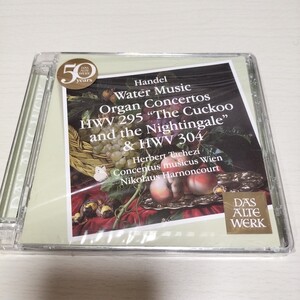 50
years
Handel
Water Music
Organ Concertos
HWV 295 “The Cuckoo
and the Nightingale”
& HWV 304
Herbert Tachezi
Concentus musicus Wien
Nikolaus Harnoncourt
DAS
ALTE
WERK